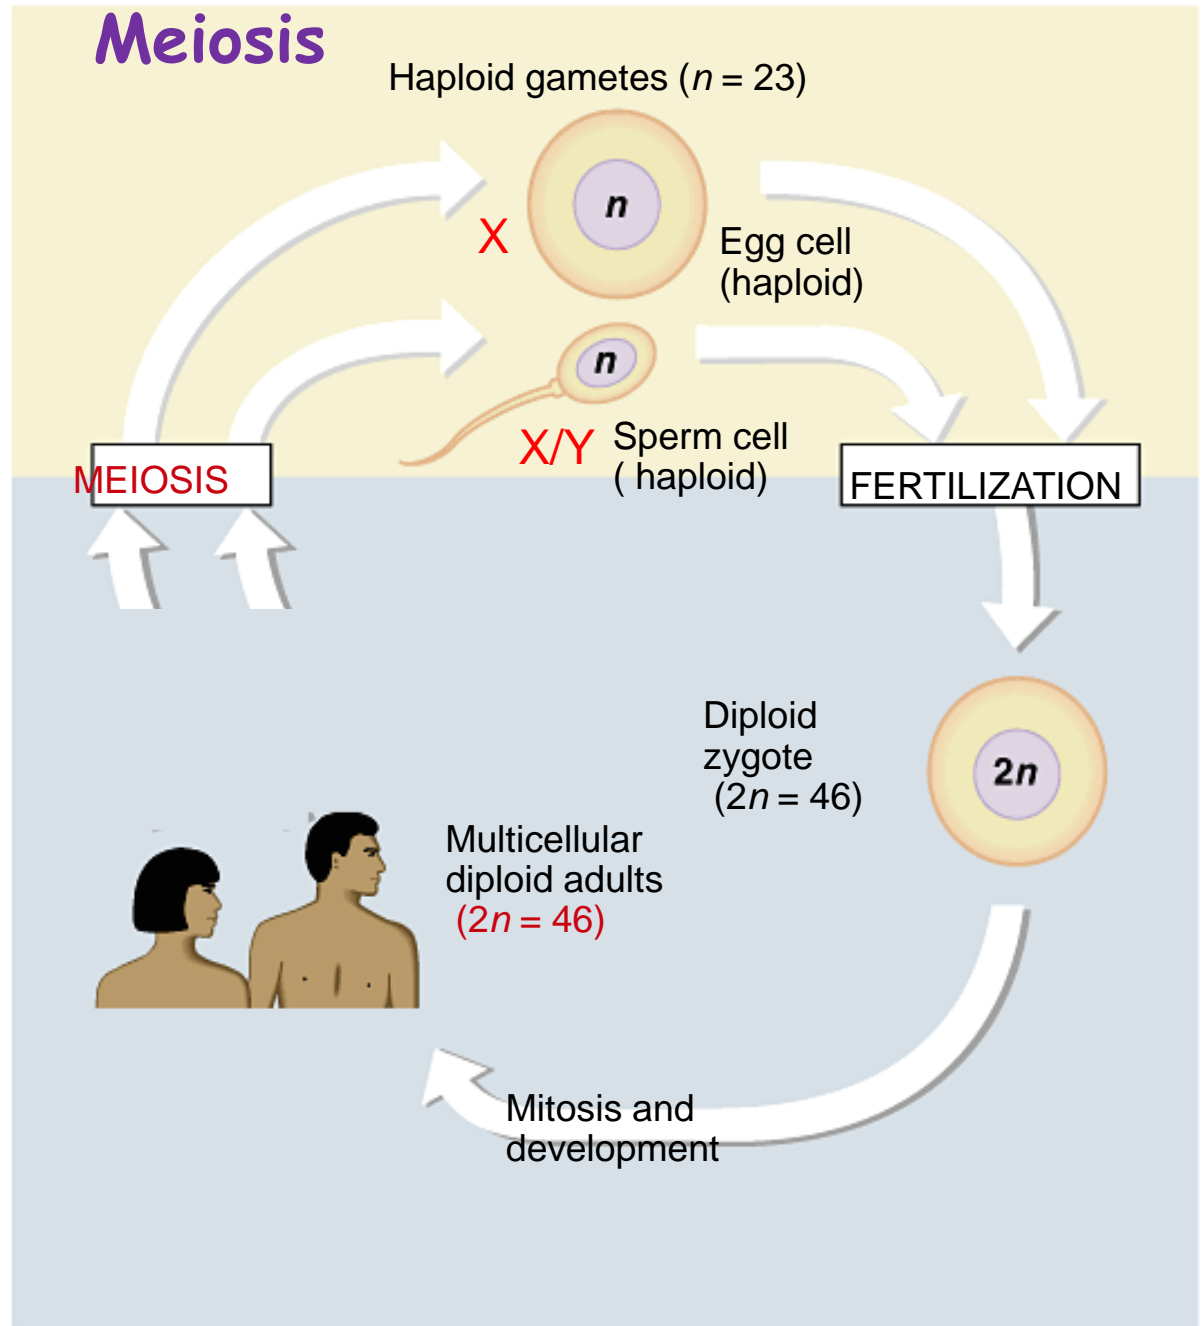 Meiosis
Haploid gametes (n = 23)
n
X
Egg cell
(haploid)
n
X/Y
Sperm cell
( haploid)
MEIOSIS
FERTILIZATION
Diploid
zygote
(2n = 46)
2n
Multicellular
diploid adults
(2n = 46)
Mitosis and
development